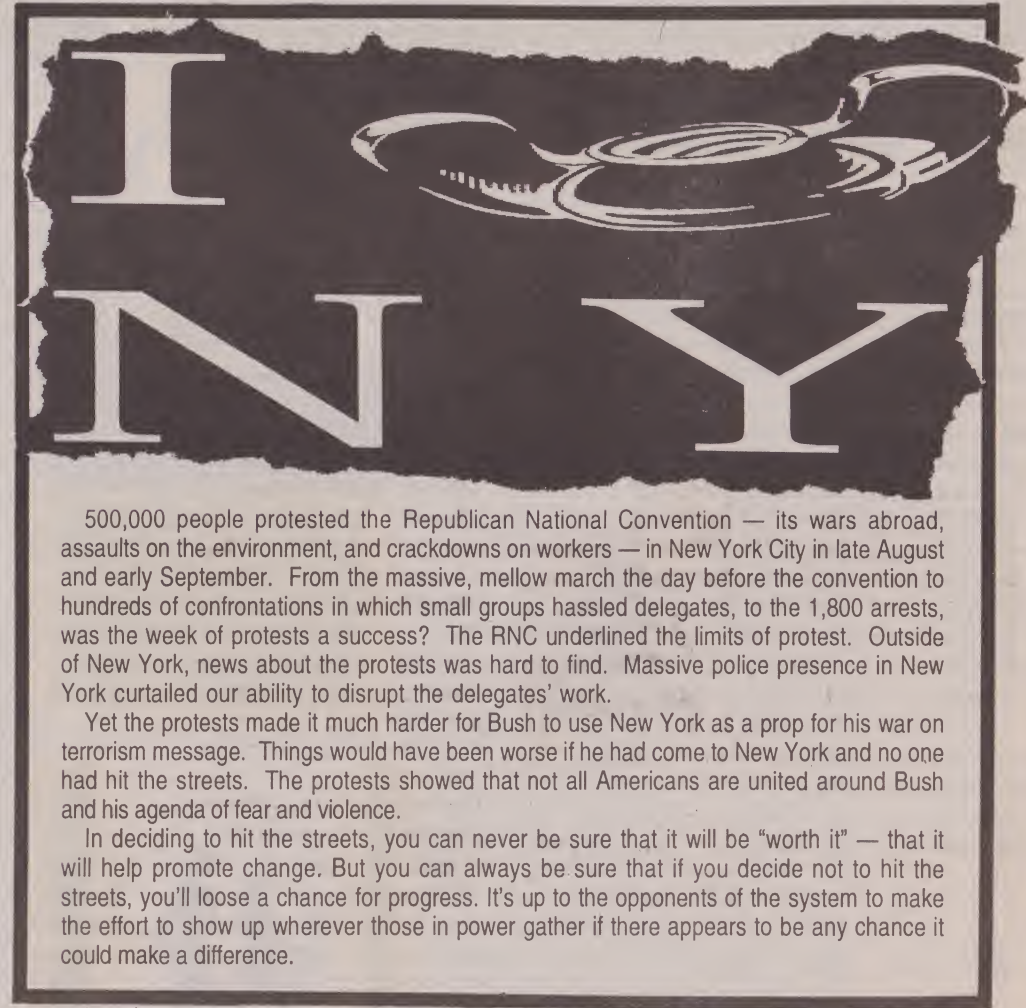 I
N Y
500,000 people protested the Republican National Convention — its wars abroad,
assaults on the environment, and crackdowns on workers — in New York City in late August
and early September. From the massive, mellow march the day before the convention to
hundreds of confrontations in which small groups hassled delegates, to the 1,800 arrests,
was the week of protests a success? The RNC underlined the limits of protest. Outside
of New York, news about the protests was hard to find. Massive police presence in New
York curtailed our ability to disrupt the delegates' work.
Yet the protests made it much harder for Bush to use New York as a prop for his war on
terrorism message. Things would have been worse if he had come to New York and no one
had hit the streets. The protests showed that not all Americans are united around Bush
and his agenda of fear and violence.
In deciding to hit the streets, you can never be sure that it will be “worth it” — that it
will help promote change. But you can always be sure that if you decide not to hit the
streets, you'll loose a chance for progress. It's up to the opponents of the system to make
the effort to show up wherever those in power gather if there appears to be any chance it
could make a difference.